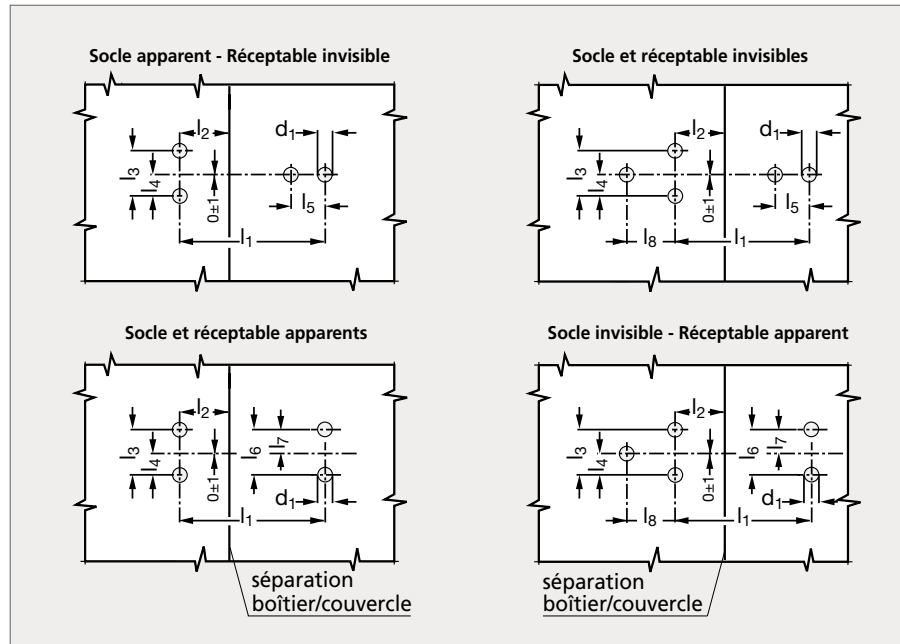 Socle apparent - Réceptable invisible
l2
d1
l3
l4
0±1
l5
l1
Socle et réceptable invisibles
l2
d1
l3
l4
0±1
l5
l8
l1
Socle et réceptable apparents
l2
l3
l4
0±1
l6
l7
d1
l1
séparation
boîtier/couvercle
Socle invisible - Réceptable apparent
l2
l3
l4
0±1
l6
l7
d1
l8
l1
séparation
boîtier/couvercle